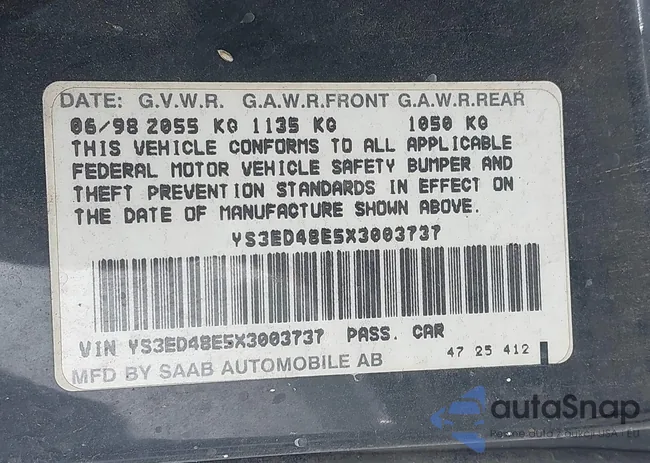 DATE: G.V.W.R. G.A.W.R.FRONT G.A.W.R.REAR
06/98 2055 KG 1135 KG 1050 KG
THIS VEHICLE CONFORMS TO ALL APPLICABLE
FEDERAL MOTOR VEHICLE SAFETY BUMPER AND
THEFT PREVENTION STANDARDS IN EFFECT ON
THE DATE OF MANUFACTURE SHOWN ABOVE.
YS3ED48E5X3003737
VIN YS3ED48E5X3003737 PASS. CAR
MFD BY SAAB AUTOMOBILE AB 47 25 412
autaSnap